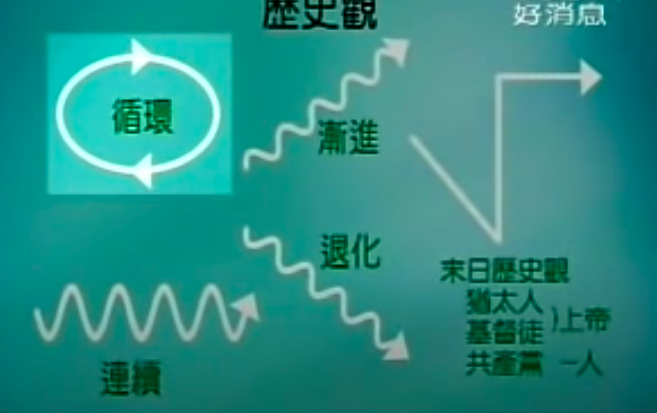 歷史觀
好消息
循環
漸進
退化
連續
末日歷史觀
猶太人
基督徒 )上帝
共產黨 一人